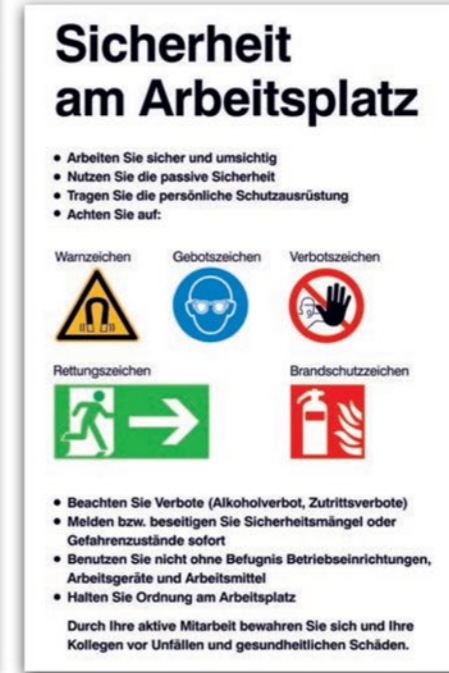 Sicherheit
am Arbeitsplatz
• Arbeiten Sie sicher und umsichtig
• Nutzen Sie die passive Sicherheit
• Tragen Sie die persönliche Schutzausrüstung
• Achten Sie auf:
Warnzeichen Gebotszeichen Verbotszeichen
Rettungszeichen Brandschutzzeichen
• Beachten Sie Verbote (Alkoholverbot, Zutrittsverbote)
• Melden bzw. beseitigen Sie Sicherheitsmängel oder
Gefahrenzustände sofort
• Benutzen Sie nicht ohne Befugnis Betriebseinrichtungen,
Arbeitsgeräte und Arbeitsmittel
• Halten Sie Ordnung am Arbeitsplatz
Durch Ihre aktive Mitarbeit bewahren Sie sich und Ihre
Kollegen vor Unfällen und gesundheitlichen Schäden.